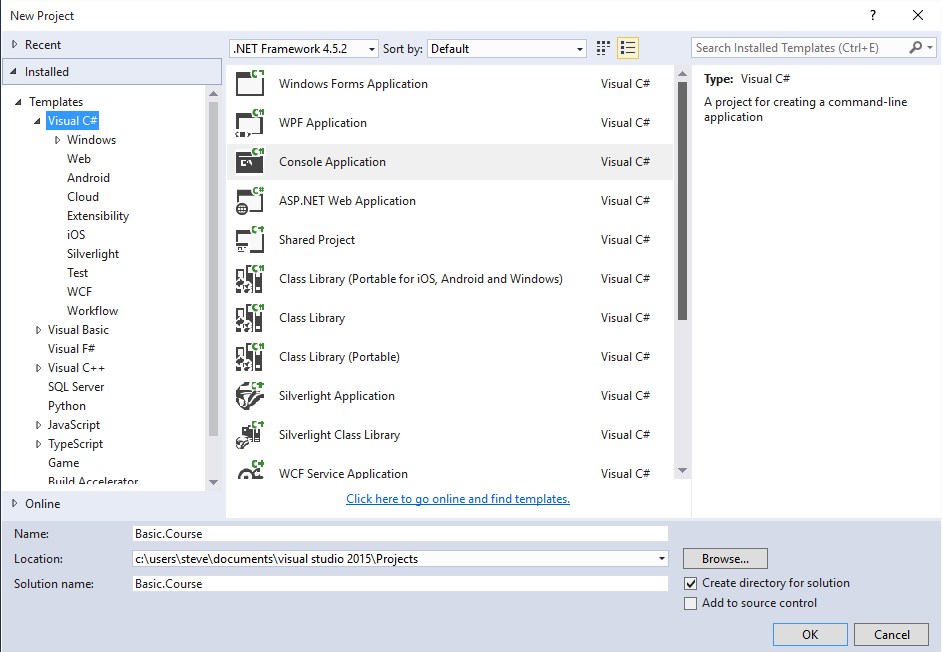 New Project
?
Recent
Installed
Templates
Visual C#
Windows
Web
Android
Cloud
Extensibility
iOS
Silverlight
Test
WCF
Workflow
Visual Basic
Visual F#
Visual C++
SQL Server
Python
JavaScript
TypeScript
Game
Build Accelerator
Online
.NET Framework 4.5.2
Sort by: Default
Windows Forms Application Visual C#
WPF Application Visual C#
Console Application Visual C#
ASP.NET Web Application Visual C#
Shared Project Visual C#
Class Library (Portable for iOS, Android and Windows) Visual C#
Class Library Visual C#
Class Library (Portable) Visual C#
Silverlight Application Visual C#
Silverlight Class Library Visual C#
WCF Service Application Visual C#
Click here to go online and find templates.
Search Installed Templates (Ctrl+E)
Type: Visual C#
A project for creating a command-line
application
Name: Basic.Course
Location: c:\users\steve\documents\visual studio 2015\Projects
Solution name: Basic.Course
Browse...
Create directory for solution
Add to source control
OK
Cancel